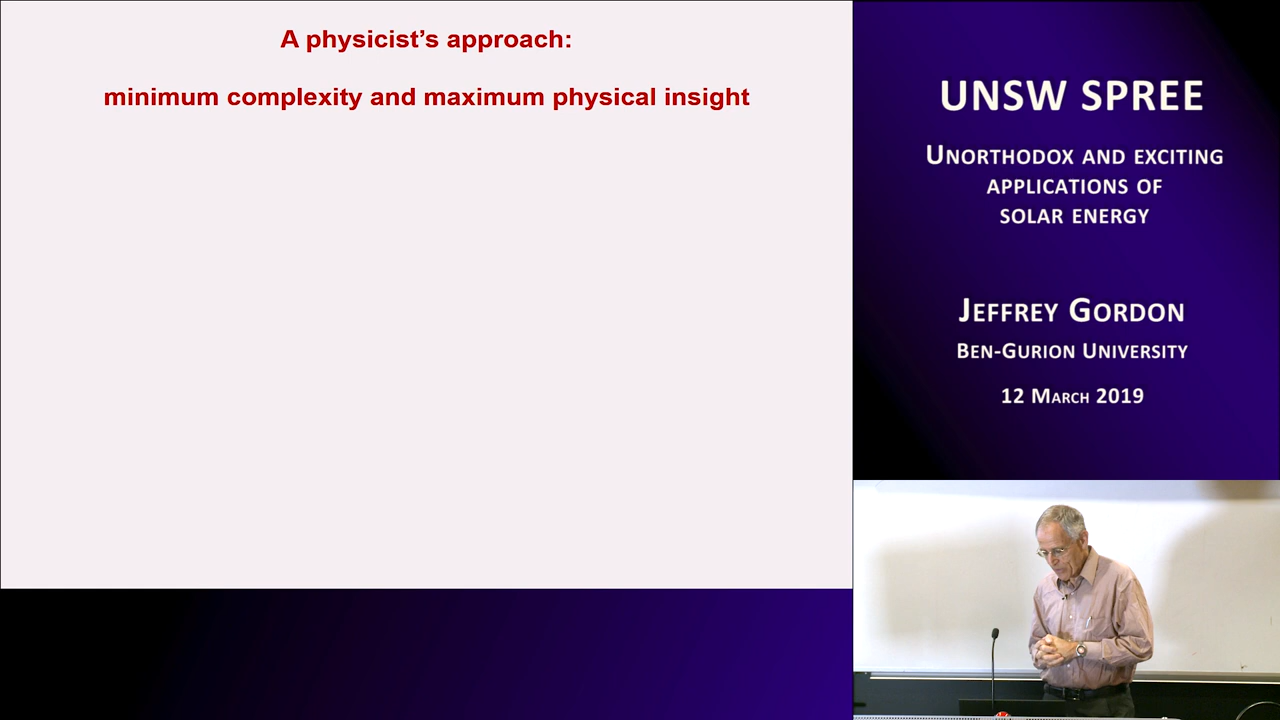 A physicist’s approach:
minimum complexity and maximum physical insight
UNSW SPREE
Unorthodox and exciting
applications of
solar energy
Jeffrey Gordon
Ben-Gurion University
12 March 2019